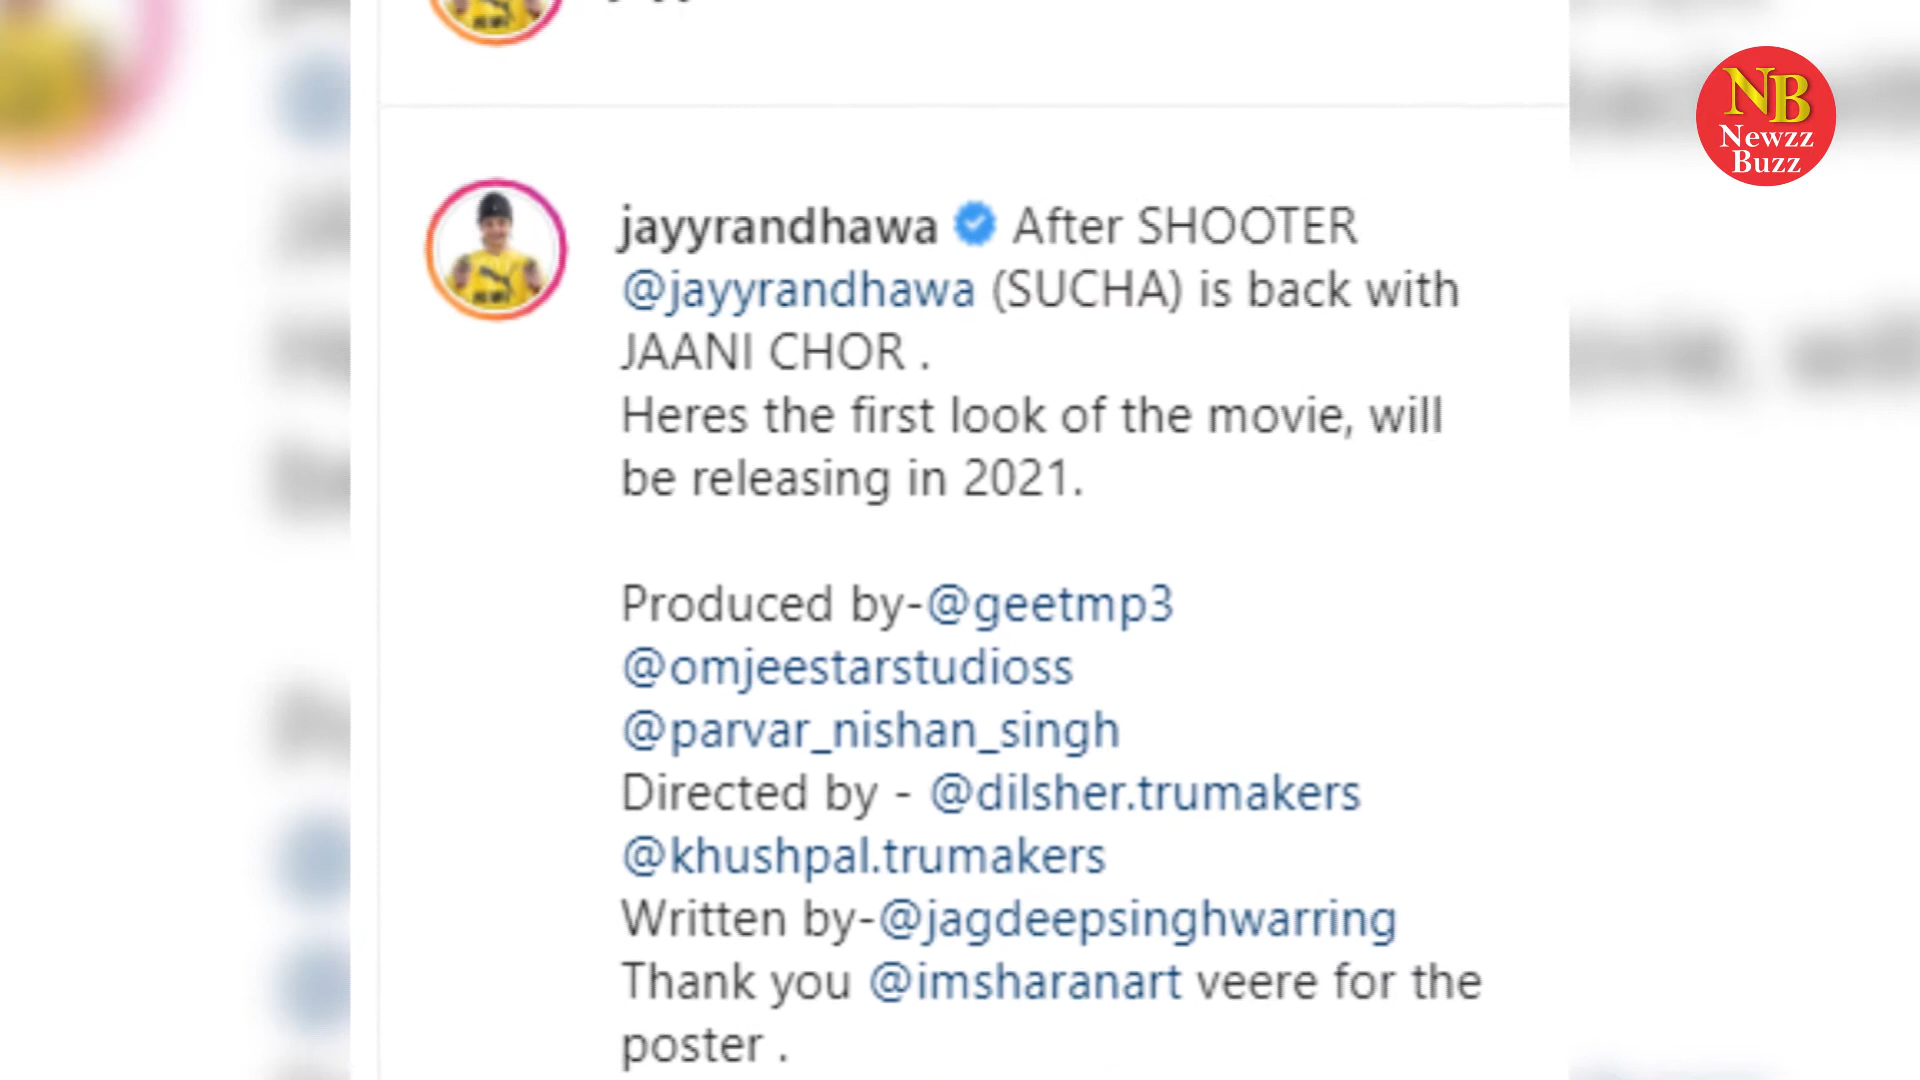 NB
Newzz
Buzz
jayyrandhawa After SHOOTER
@jayyrandhawa (SUCHA) is back with
JAANI CHOR .
Heres the first look of the movie, will
be releasing in 2021.
Produced by-@geetmp3
@omjeestarstudioss
@parvar_nishan_singh
Directed by - @dilsher.trumakers
@khushpal.trumakers
Written by-@jagdeepsinghwarring
Thank you @imsharanart veere for the
poster .